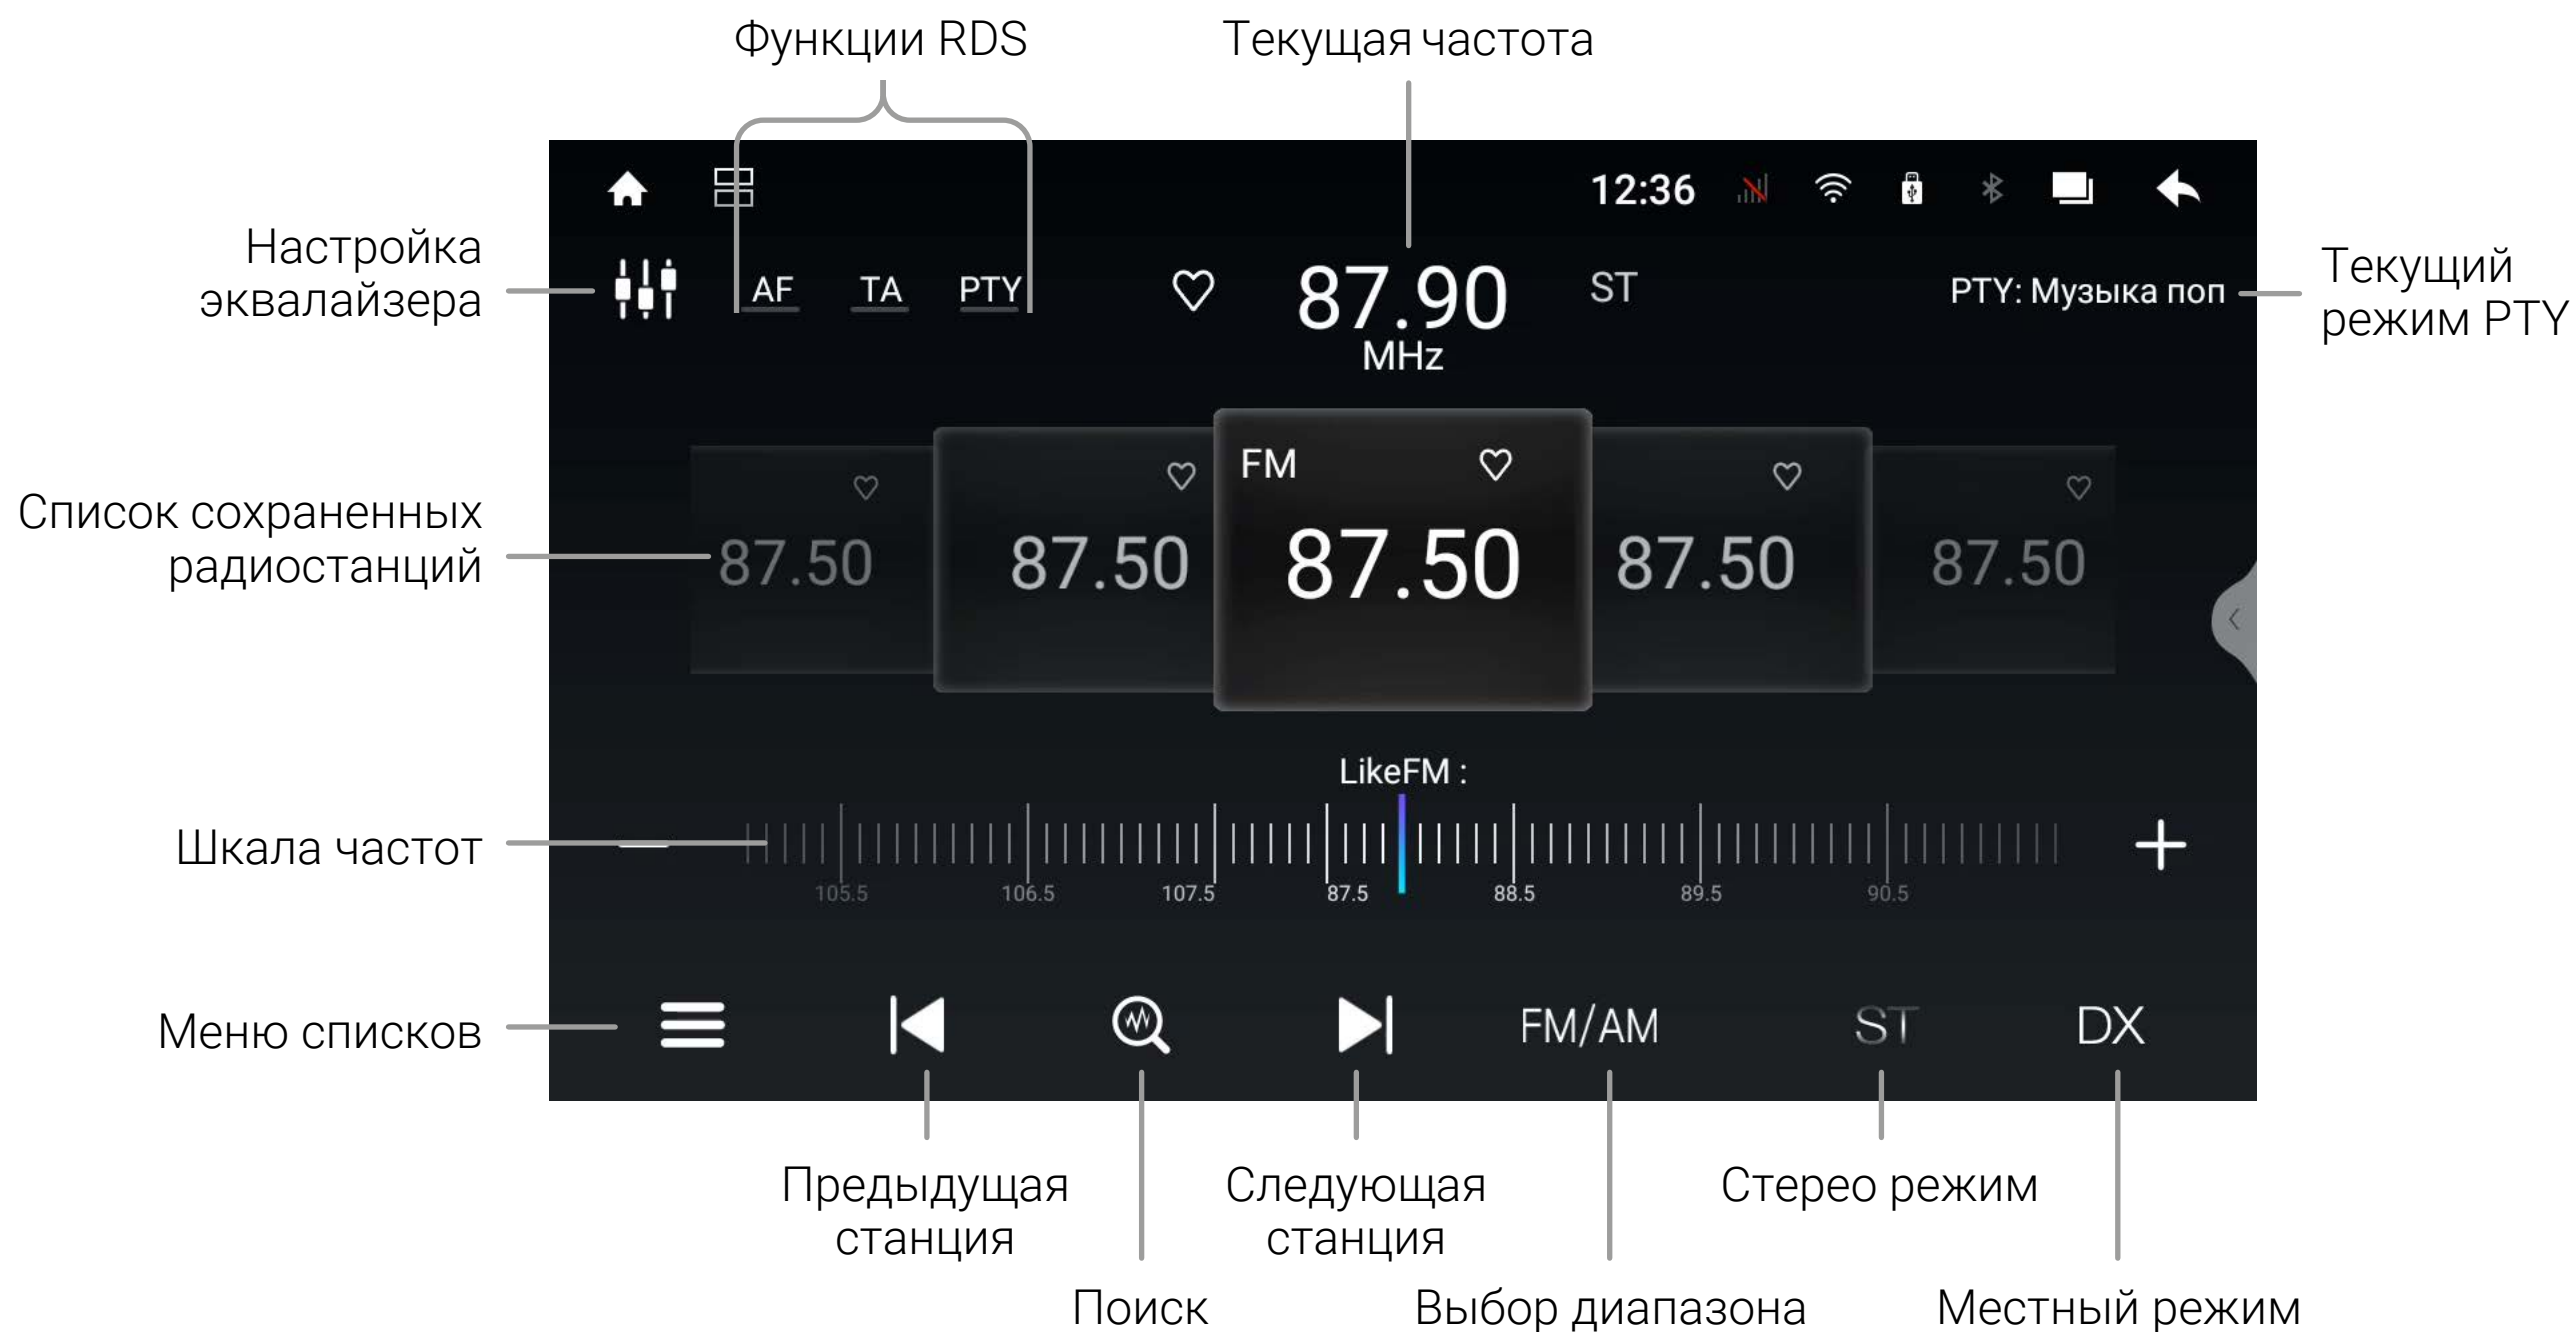 Функции RDS
Текущая частота
12:36
Настройка
эквалайзера
AF TA PTY
87.90
MHz
ST
PTY: Музыка поп
Текущий
режим PTY
Список сохраненных
радиостанций
87.50
87.50
FM
87.50
87.50
87.50
LikeFM :
Шкала частот
105.5 106.5 107.5 87.5 88.5 89.5 90.5
Меню списков
FM/AM
ST
DX
Предыдущая
станция
Следующая
станция
Стерео режим
Поиск
Выбор диапазона
Местный режим